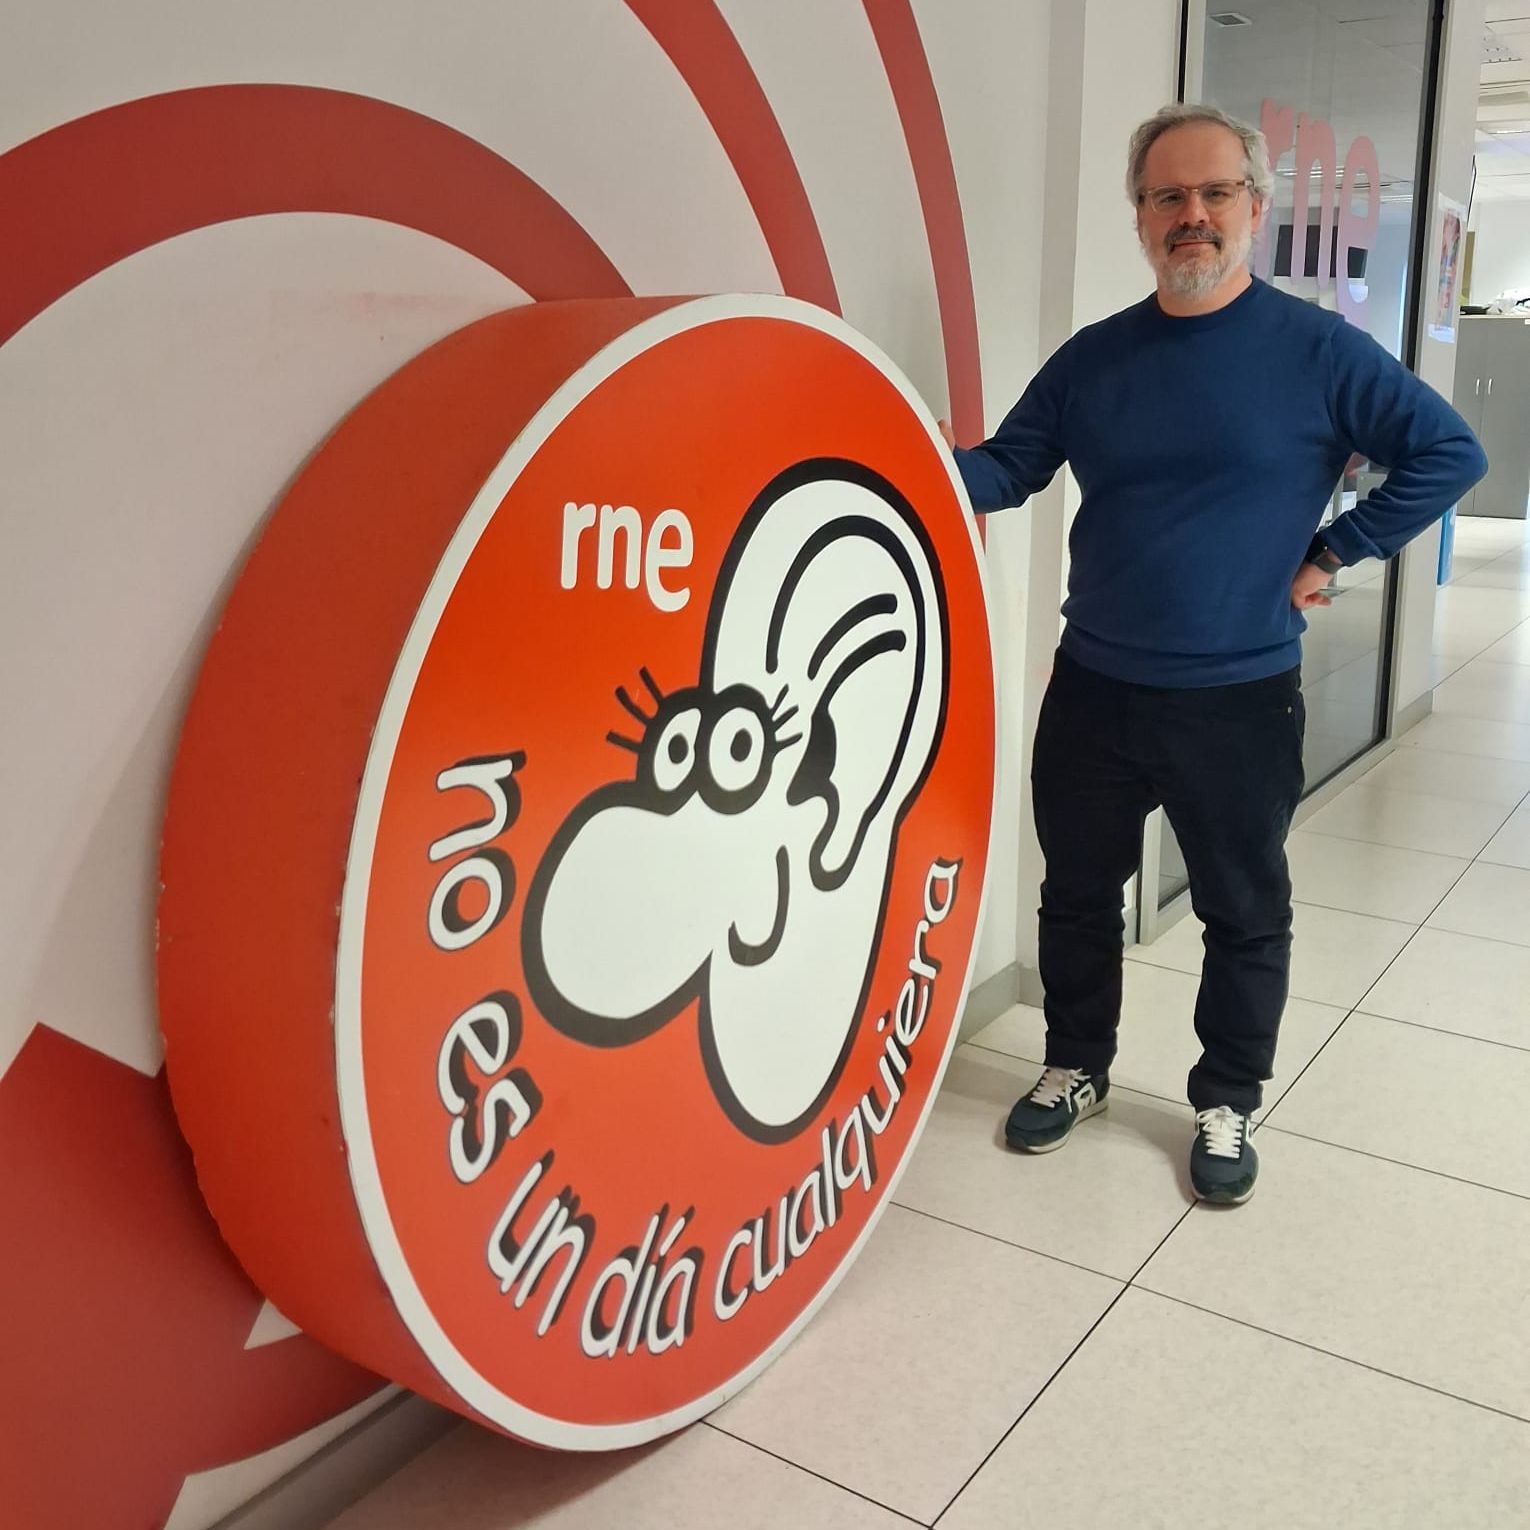 rne
no es un día cualquiera
rne